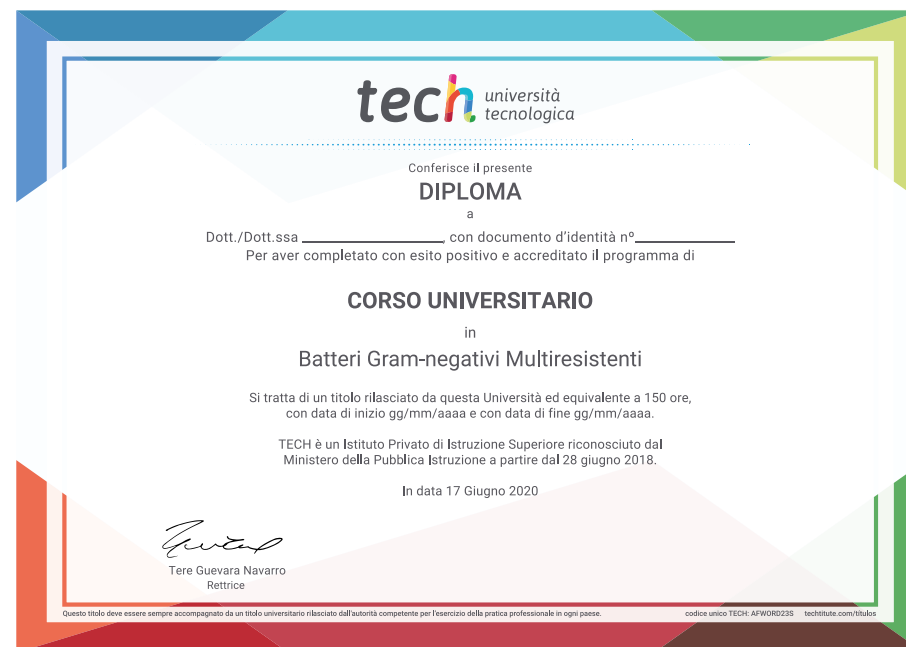 tech università
tecnologica
Conferisce il presente
DIPLOMA
a
Dott./Dott.ssa ____________________, con documento d'identità nº______________
Per aver completato con esito positivo e accreditato il programma di
CORSO UNIVERSITARIO
in
Batteri Gram-negativi Multiresistenti
Si tratta di un titolo rilasciato da questa Università ed equivalente a 150 ore,
con data di inizio gg/mm/aaaa e con data di fine gg/mm/aaaa.
TECH è un Istituto Privato di Istruzione Superiore riconosciuto dal
Ministero della Pubblica Istruzione a partire dal 28 giugno 2018.
In data 17 Giugno 2020
Tere Guevara Navarro
Rettrice
Questo titolo deve essere sempre accompagnato da un titolo universitario rilasciato dall'autorità competente per l'esercizio della pratica professionale in ogni paese. codice unico TECH: AFWORD23S techtitute.com/títulos